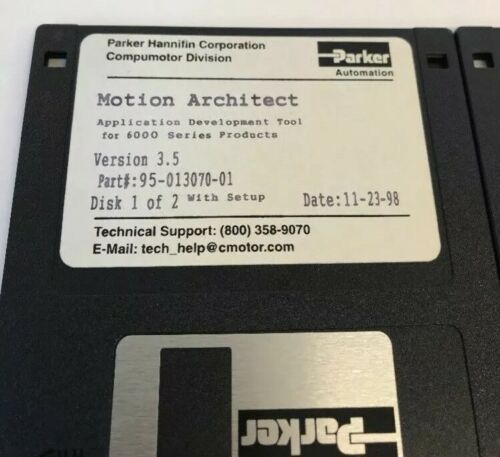 Parker Hannifin Corporation
Compumotor Division
Parker
Automation
Motion Architect
Application Development Tool
for 6000 Series Products
Version 3.5
Part#:95-013070-01
Disk 1 of 2 With Setup Date:11-23-98
Technical Support: (800) 358-9070
E-Mail: tech_help@cmotor.com
Parker